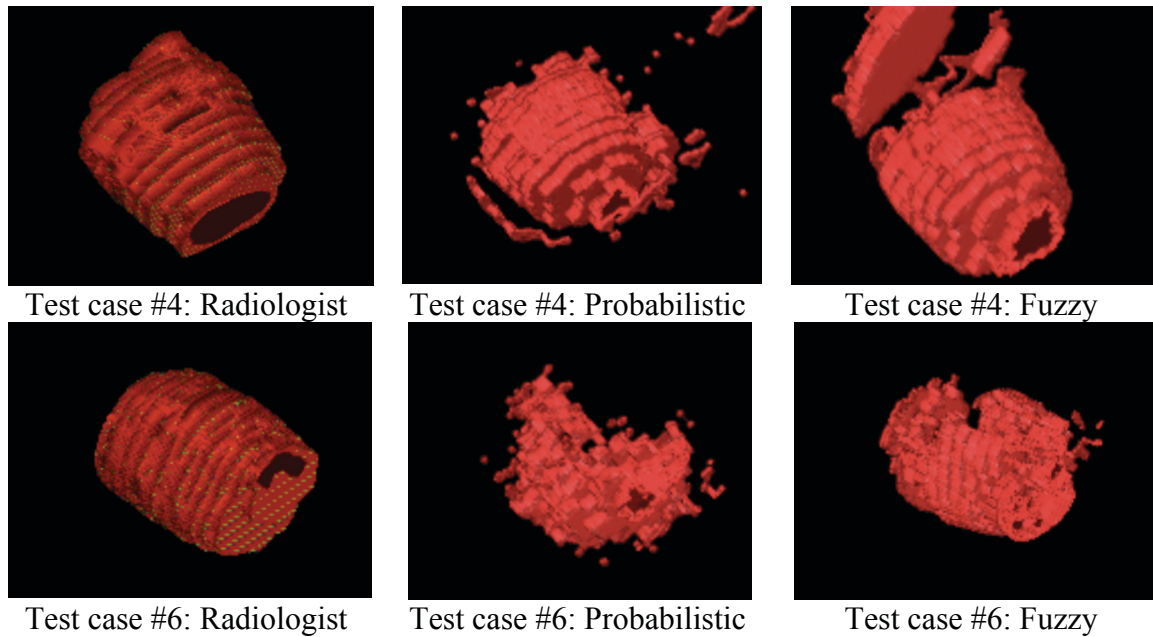 Test case #4: Radiologist
Test case #4: Probabilistic
Test case #4: Fuzzy
Test case #6: Radiologist
Test case #6: Probabilistic
Test case #6: Fuzzy